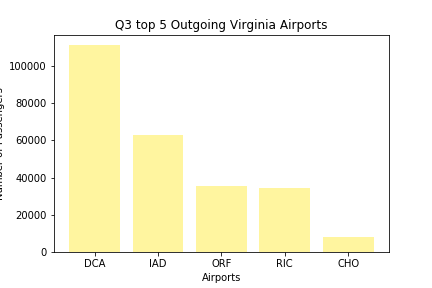 Q3 top 5 Outgoing Virginia Airports
Number of Passengers
100000
80000
60000
40000
20000
0
DCA IAD ORF RIC CHO
Airports